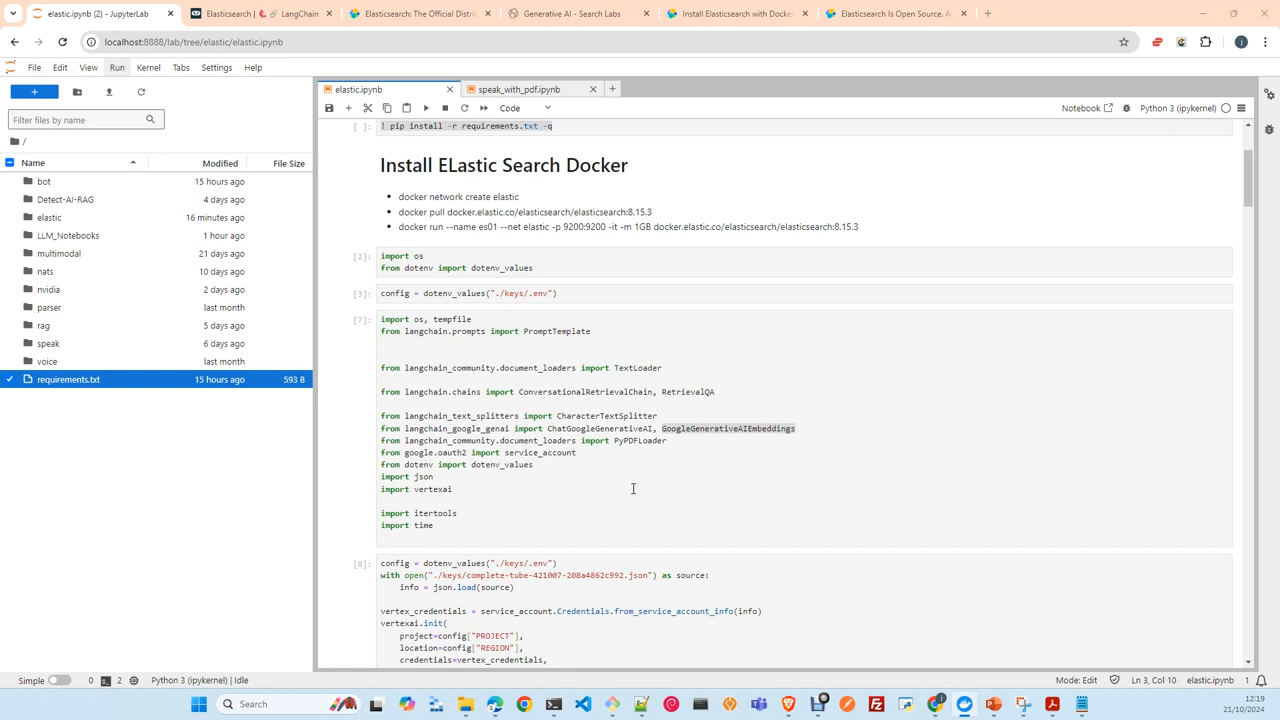 elastic.ipynb (2) - JupyterLab
Elasticsearch | 🦜️🔗 LangChain
Elasticsearch: The Official Distri
Generative AI - Search Labs
Install Elasticsearch with Docke
Elasticsearch Is Open Source. A
localhost:8888/lab/tree/elastic/elastic.ipynb
File Edit View Run Kernel Tabs Settings Help
elastic.ipynb
speak_with_pdf.ipynb
Code
Notebook
Python 3 (ipykernel)
Filter files by name
/
Name Modified File Size
bot 15 hours ago
Detect-AI-RAG 4 days ago
elastic 16 minutes ago
LLM_Notebooks 1 hour ago
multimodal 21 days ago
nats 10 days ago
nvidia 2 days ago
parser last month
rag 5 days ago
speak 6 days ago
voice last month
requirements.txt 15 hours ago 593 B
[ ]: ! pip install -r requirements.txt -q
Install ELastic Search Docker
• docker network create elastic
• docker pull docker.elastic.co/elasticsearch/elasticsearch:8.15.3
• docker run --name es01 --net elastic -p 9200:9200 -it -m 1GB docker.elastic.co/elasticsearch/elasticsearch:8.15.3
[2]: import os
from dotenv import dotenv_values
[3]: config = dotenv_values("./keys/.env")
[7]: import os, tempfile
from langchain.prompts import PromptTemplate
from langchain_community.document_loaders import TextLoader
from langchain.chains import ConversationalRetrievalChain, RetrievalQA
from langchain_text_splitters import CharacterTextSplitter
from langchain_google_genai import ChatGoogleGenerativeAI, GoogleGenerativeAIEmbeddings
from langchain_community.document_loaders import PyPDFLoader
from google.oauth2 import service_account
from dotenv import dotenv_values
import json
import vertexai
import itertools
import time
[8]: config = dotenv_values("./keys/.env")
with open("./keys/complete-tube-421007-208a4862c992.json") as source:
info = json.load(source)
vertex_credentials = service_account.Credentials.from_service_account_info(info)
vertexai.init(
project=config["PROJECT"],
location=config["REGION"],
credentials=vertex_credentials,
Simple 0 2 Python 3 (ipykernel) | Idle
Mode: Edit Ln 3, Col 10 elastic.ipynb 1
Search
12:19
21/10/2024